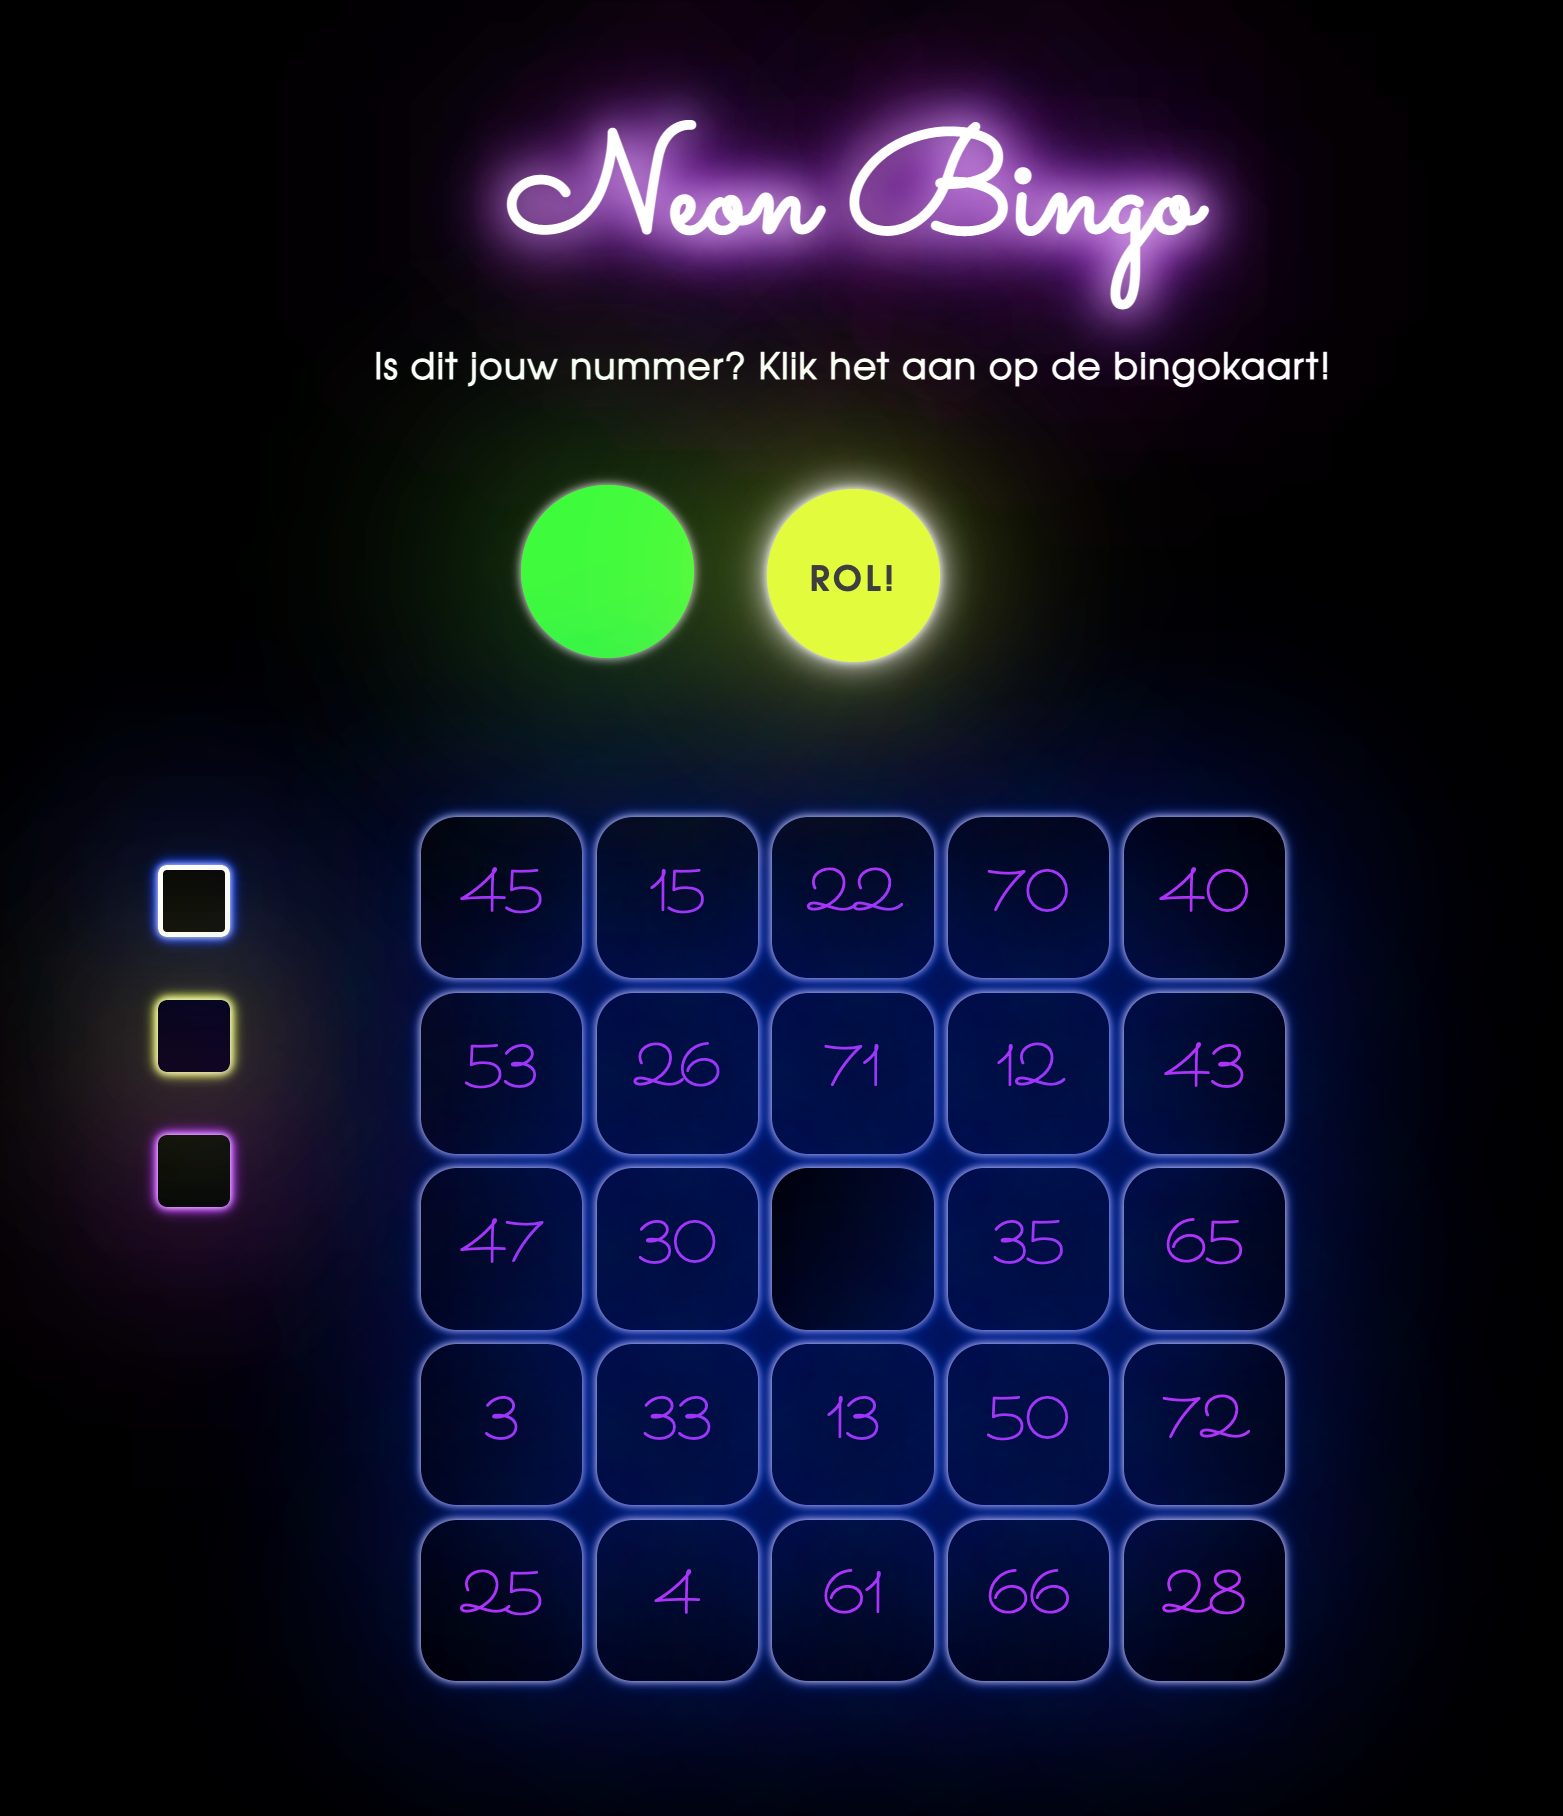 Neon Bingo
Is dit jouw nummer? Klik het aan op de bingokaart!
ROL!
45 15 22 70 40
53 26 71 12 43
47 30 35 65
3 33 13 50 72
25 4 61 66 28